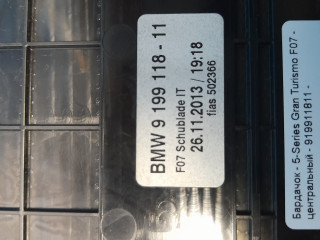 BMW 9 199 118 - 11
F07 Schublade IT
26.11.2013 / 19:18
fias 502366
Бардачок - 5-Series Gran Turismo F07 -
центральный - 919911811 -